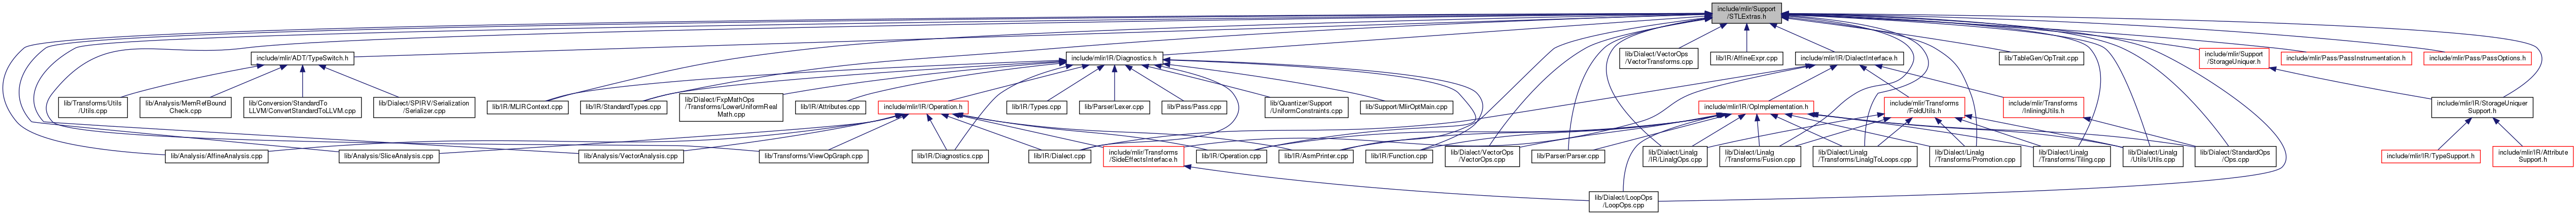 include/mlir/Support
/STLExtras.h
include/mlir/ADT/TypeSwitch.h
include/mlir/IR/Diagnostics.h
lib/Dialect/VectorOps
/VectorTransforms.cpp
lib/IR/AffineExpr.cpp
include/mlir/IR/DialectInterface.h
lib/TableGen/OpTrait.cpp
include/mlir/Support
/StorageUniquer.h
include/mlir/Pass/PassInstrumentation.h
include/mlir/Pass/PassOptions.h
lib/Transforms/Utils
/Utils.cpp
lib/Analysis/MemRefBound
Check.cpp
lib/Conversion/StandardTo
LLVM/ConvertStandardToLLVM.cpp
lib/Dialect/SPIRV/Serialization
/Serializer.cpp
lib/IR/MLIRContext.cpp
lib/IR/StandardTypes.cpp
lib/Dialect/FxpMathOps
/Transforms/LowerUniformReal
Math.cpp
lib/IR/Attributes.cpp
include/mlir/IR/Operation.h
lib/IR/Types.cpp
lib/Parser/Lexer.cpp
lib/Pass/Pass.cpp
lib/Quantizer/Support
/UniformConstraints.cpp
lib/Support/MlirOptMain.cpp
include/mlir/IR/OpImplementation.h
include/mlir/Transforms
/FoldUtils.h
include/mlir/Transforms
/InliningUtils.h
include/mlir/IR/StorageUniquer
Support.h
lib/Analysis/AffineAnalysis.cpp
lib/Analysis/SliceAnalysis.cpp
lib/Analysis/VectorAnalysis.cpp
lib/Transforms/ViewOpGraph.cpp
lib/IR/Diagnostics.cpp
lib/IR/Dialect.cpp
include/mlir/Transforms
/SideEffectsInterface.h
lib/IR/Operation.cpp
lib/IR/AsmPrinter.cpp
lib/IR/Function.cpp
lib/Dialect/VectorOps
/VectorOps.cpp
lib/Parser/Parser.cpp
lib/Dialect/Linalg
/IR/LinalgOps.cpp
lib/Dialect/Linalg
/Transforms/Fusion.cpp
lib/Dialect/Linalg
/Transforms/LinalgToLoops.cpp
lib/Dialect/Linalg
/Transforms/Promotion.cpp
lib/Dialect/Linalg
/Transforms/Tiling.cpp
lib/Dialect/Linalg
/Utils/Utils.cpp
lib/Dialect/StandardOps
/Ops.cpp
include/mlir/IR/TypeSupport.h
include/mlir/IR/Attribute
Support.h
lib/Dialect/LoopOps
/LoopOps.cpp